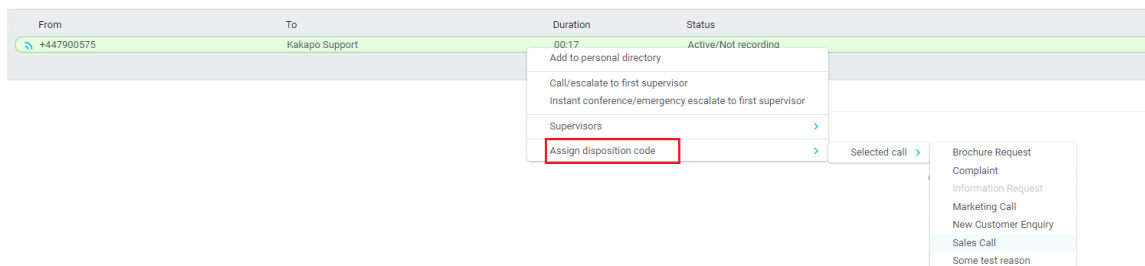 From To Duration Status
+447900575 Kakapo Support 00:17 Active/Not recording
Add to personal directory
Call/escalate to first supervisor
Instant conference/emergency escalate to first supervisor
Supervisors
Assign disposition code
Selected call
Brochure Request
Complaint
Information Request
Marketing Call
New Customer Enquiry
Sales Call
Some test reason